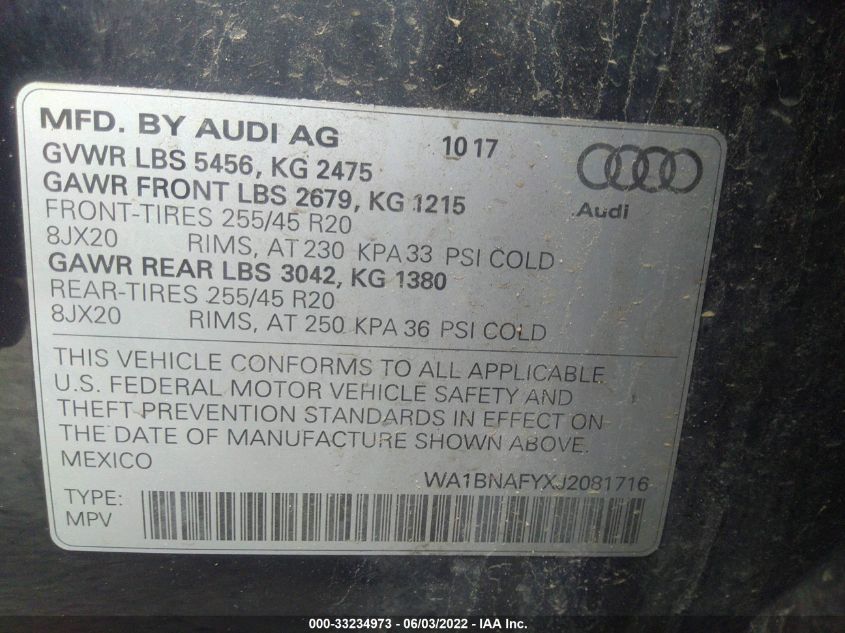 MFD. BY AUDI AG 10 17
GVWR LBS 5456, KG 2475
GAWR FRONT LBS 2679, KG 1215
Audi
FRONT-TIRES 255/45 R20
8JX20 RIMS, AT 230 KPA 33 PSI COLD
GAWR REAR LBS 3042, KG 1380
REAR-TIRES 255/45 R20
8JX20 RIMS, AT 250 KPA 36 PSI COLD
THIS VEHICLE CONFORMS TO ALL APPLICABLE
U.S. FEDERAL MOTOR VEHICLE SAFETY AND
THEFT PREVENTION STANDARDS IN EFFECT ON
THE DATE OF MANUFACTURE SHOWN ABOVE.
MEXICO
WA1BNAFYXJ2081716
TYPE:
MPV
000-33234973 - 06/03/2022 - IAA Inc.